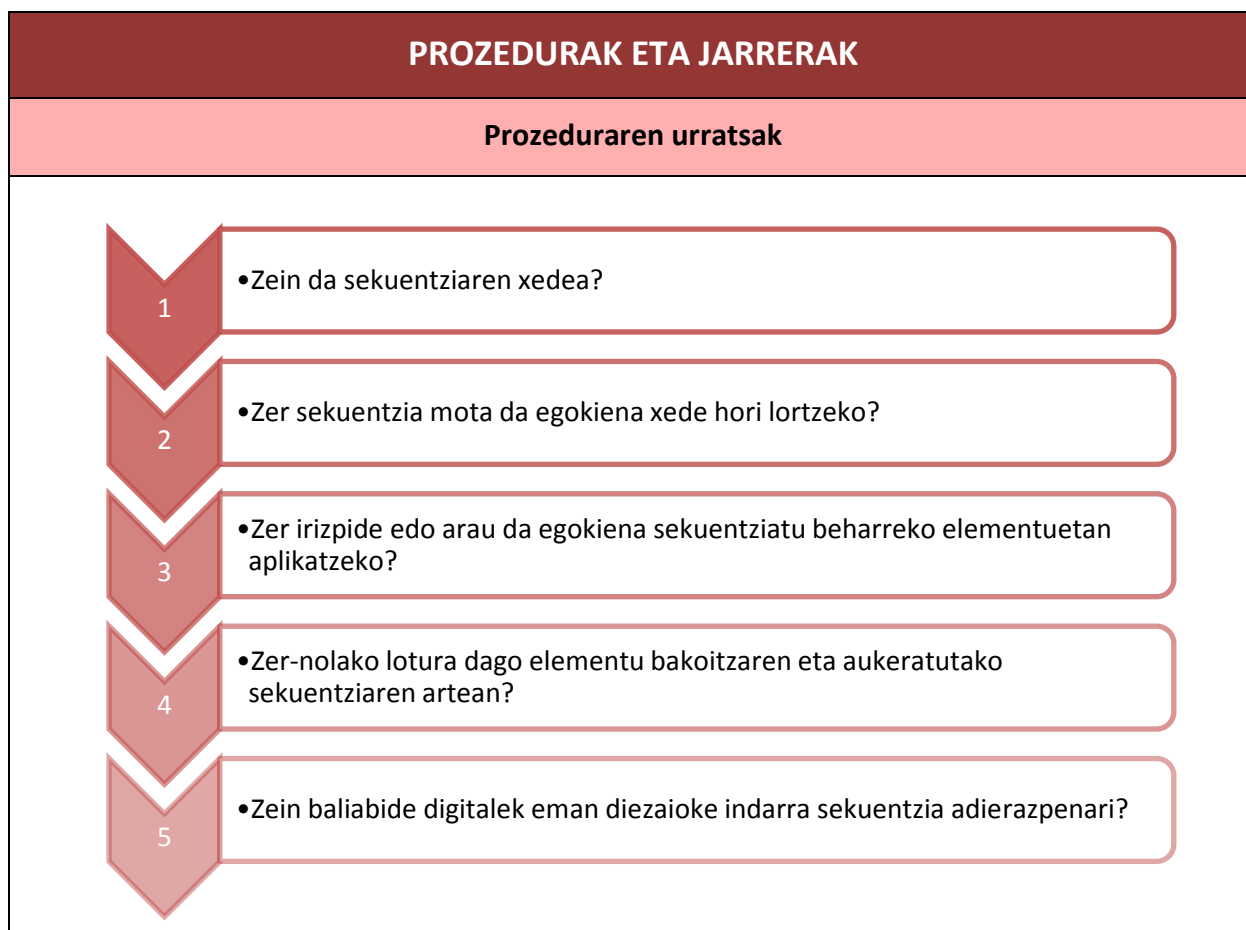 PROZEDURAK ETA JARRERAK
Prozeduraren urratsak
1
•Zein da sekuentziaren xedea?
2
•Zer sekuentzia mota da egokiena xede hori lortzeko?
3
•Zer irizpide edo arau da egokiena sekuentziatu beharreko elementuetan
aplikatzeko?
4
•Zer-nolako lotura dago elementu bakoitzaren eta aukeratutako
sekuentziaren artean?
5
•Zein baliabide digitalek eman diezaioke indarra sekuentzia adierazpenari?